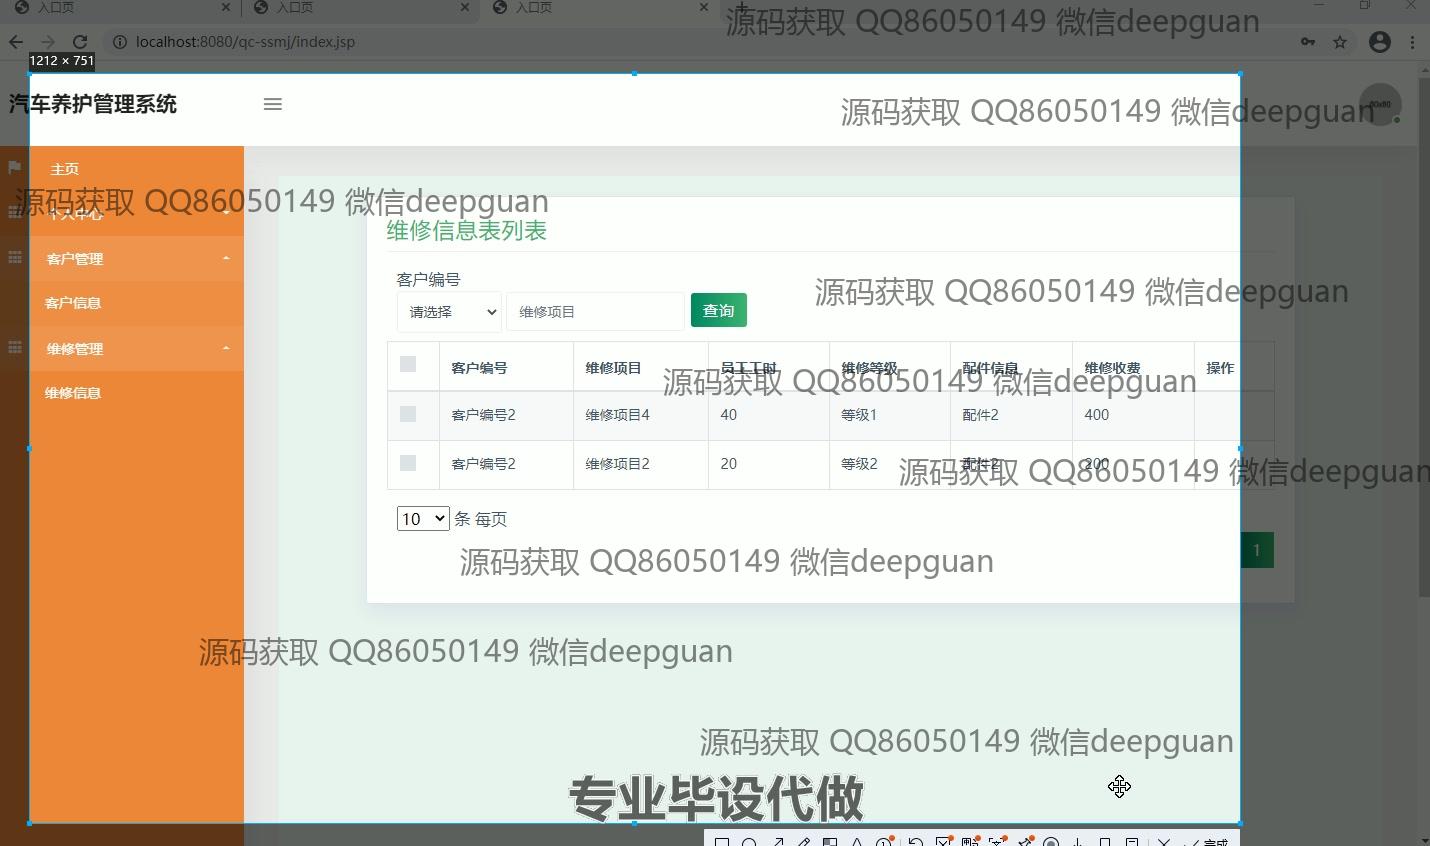 入口页
入口页
入口页
源码获取 QQ86050149 微信deepguan
localhost:8080/qc-ssmj/index.jsp
1212 × 751
汽车养护管理系统
源码获取 QQ86050149 微信deepguan
主页
源码获取 QQ86050149 微信deepguan
个人中心
维修信息表列表
客户管理
客户编号
源码获取 QQ86050149 微信deepguan
客户信息
请选择
维修项目
查询
维修管理
客户编号 维修项目 员工工时 维修等级 配件信息 维修收费 操作
源码获取 QQ86050149 微信deepguan
维修信息
客户编号2 维修项目4 40 等级1 配件2 400
客户编号2 维修项目2 20 等级2 配件2 200
源码获取 QQ86050149 微信deepguan
10 条 每页
1
源码获取 QQ86050149 微信deepguan
源码获取 QQ86050149 微信deepguan
源码获取 QQ86050149 微信deepguan
专业毕设代做
完成